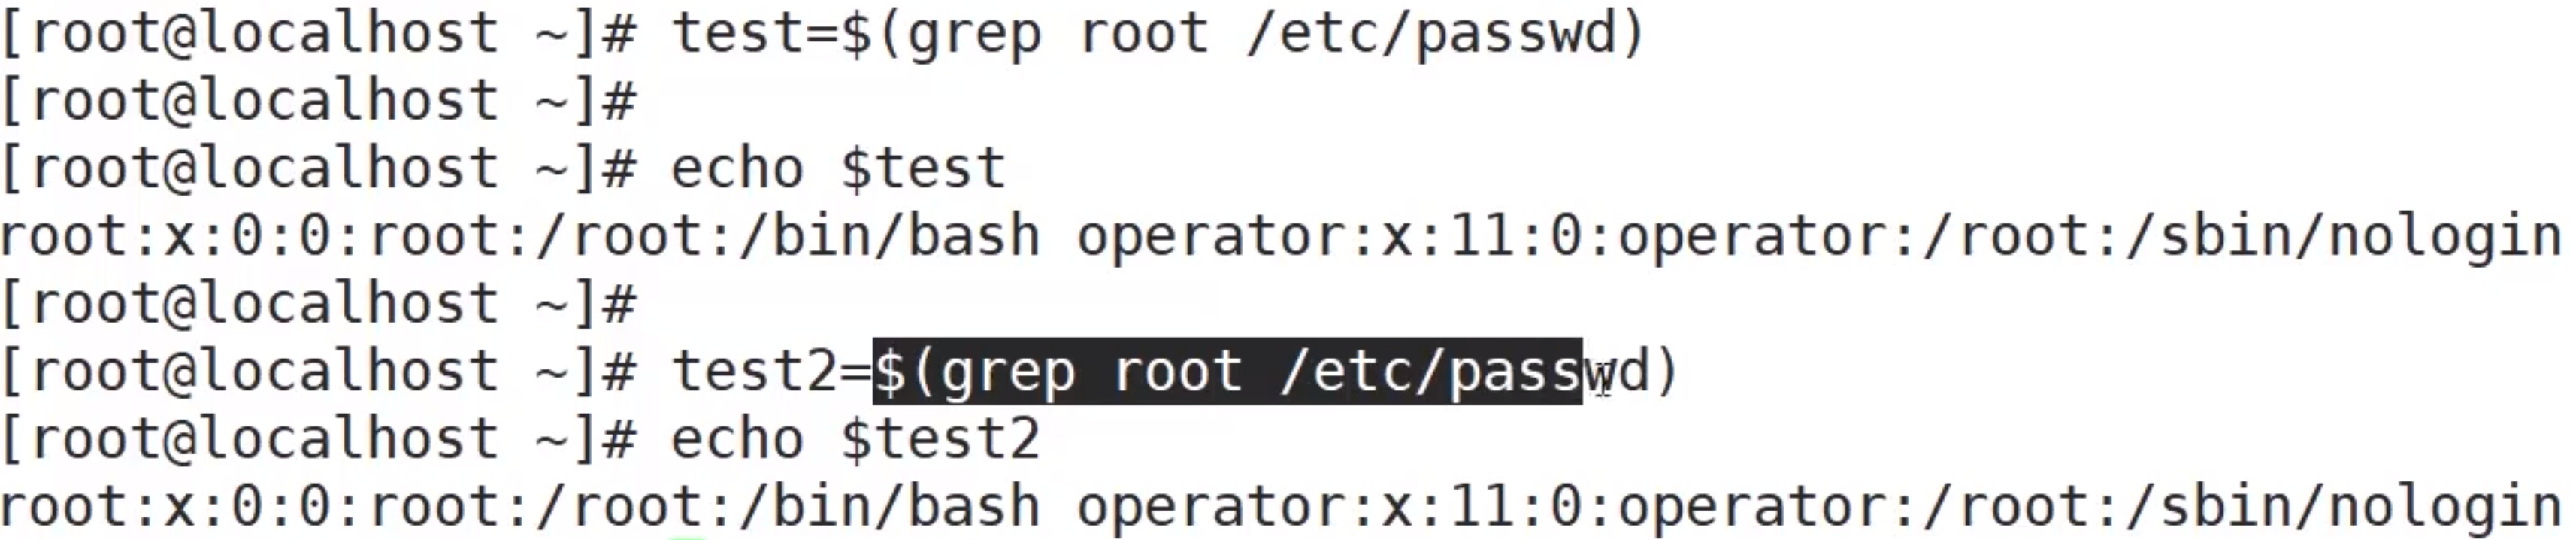 [root@localhost ~]# test=$(grep root /etc/passwd)
[root@localhost ~]#
[root@localhost ~]# echo $test
root:x:0:0:root:/root:/bin/bash operator:x:11:0:operator:/root:/sbin/nologin
[root@localhost ~]#
[root@localhost ~]# test2=$(grep root /etc/passwd)
[root@localhost ~]# echo $test2
root:x:0:0:root:/root:/bin/bash operator:x:11:0:operator:/root:/sbin/nologin